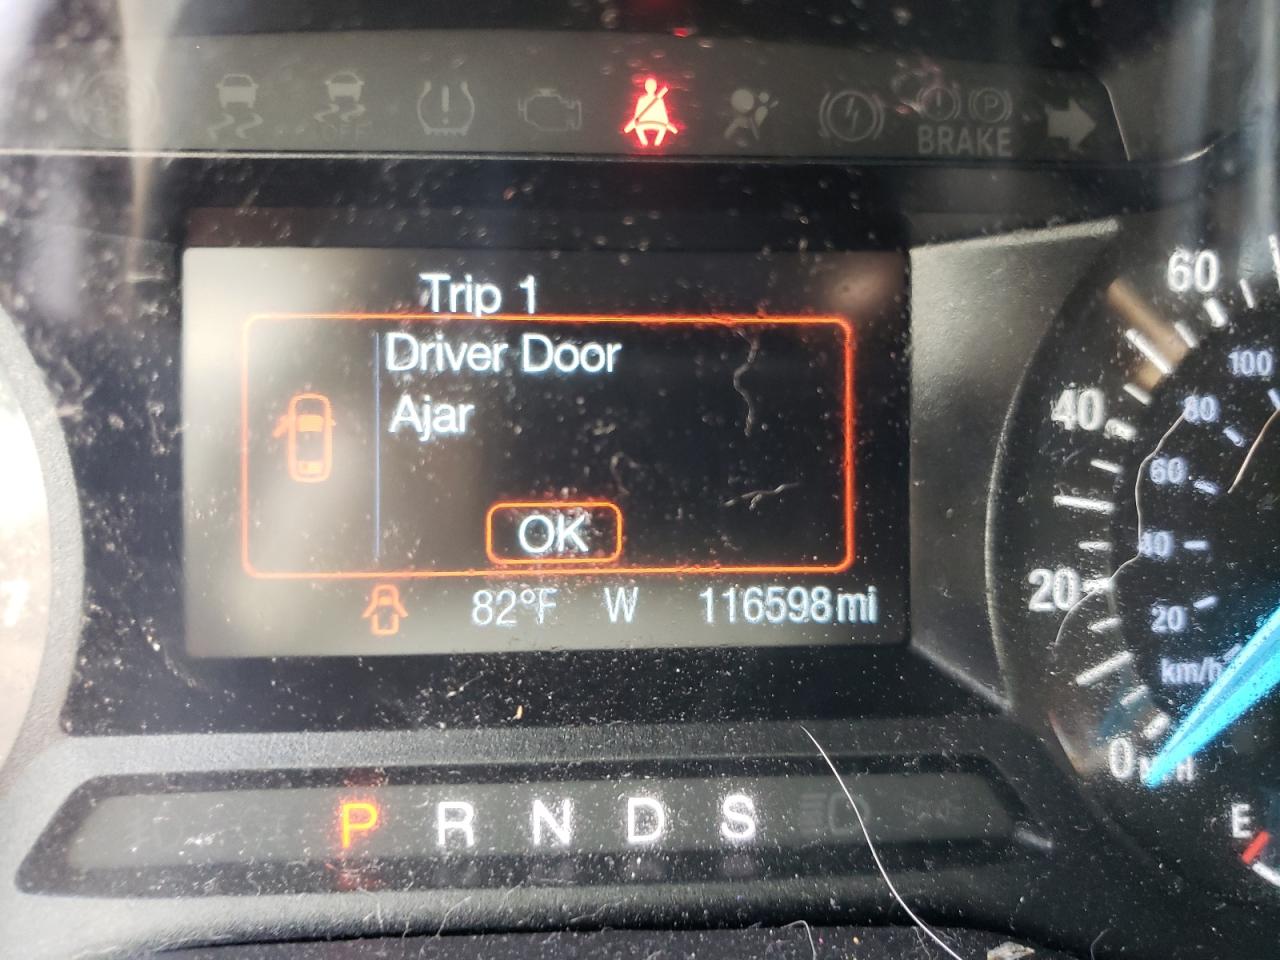 OFF
BRAKE
P
Trip 1
Driver Door
Ajar
OK
82°F W 116598mi
P R N D S
60
40
20
0
100
80
60
40
20
km/h
E